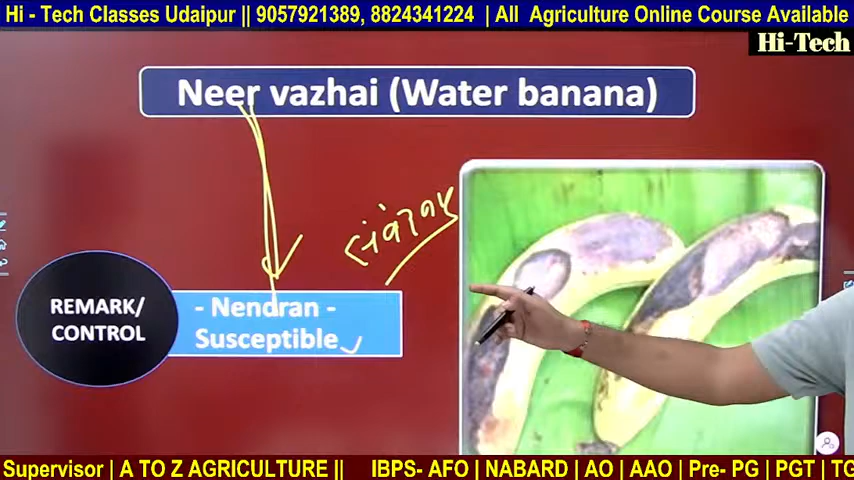 Hi - Tech Classes Udaipur || 9057921389, 8824341224 | All Agriculture Online Course Available
Hi-Tech
Neer vazhai (Water banana)
REMARK/
CONTROL
- Nendran -
Susceptible
Supervisor | A TO Z AGRICULTURE || IBPS- AFO | NABARD | AO | AAO | Pre- PG | PGT | TG